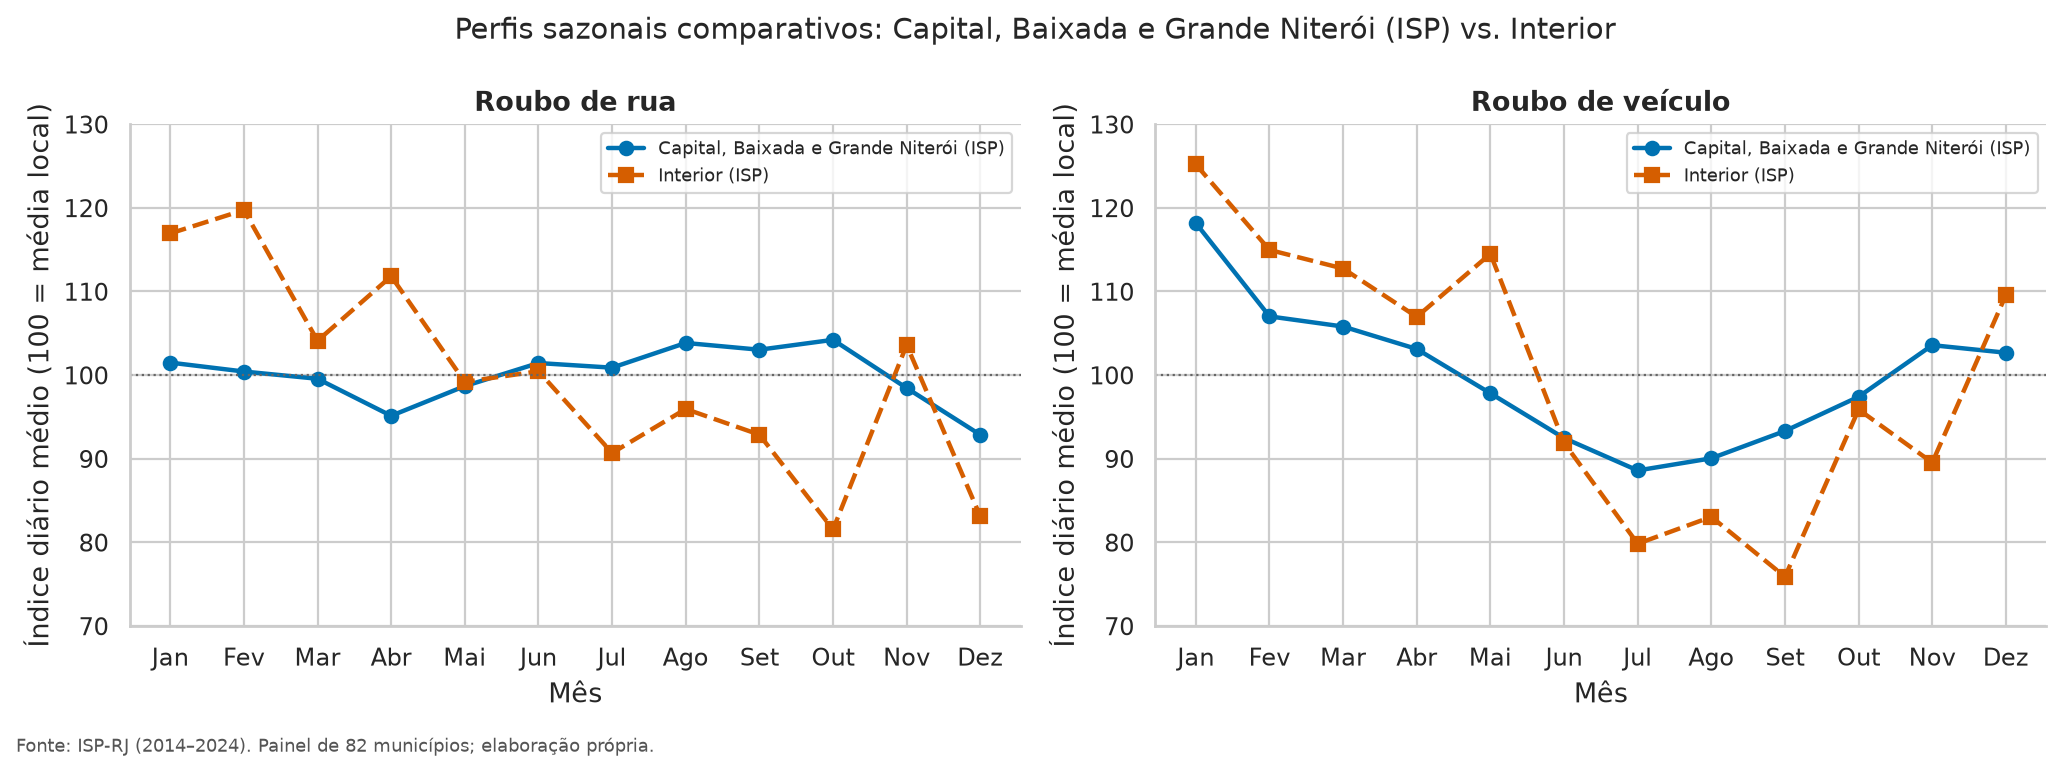 Perfis sazonais comparativos: Capital, Baixada e Grande Niterói (ISP) vs. Interior
Roubo de rua
Índice diário médio (100 = média local)
130
120
110
100
90
80
70
Capital, Baixada e Grande Niterói (ISP)
Interior (ISP)
Jan Fev Mar Abr Mai Jun Jul Ago Set Out Nov Dez
Mês
Roubo de veículo
Índice diário médio (100 = média local)
130
120
110
100
90
80
70
Capital, Baixada e Grande Niterói (ISP)
Interior (ISP)
Jan Fev Mar Abr Mai Jun Jul Ago Set Out Nov Dez
Mês
Fonte: ISP-RJ (2014–2024). Painel de 82 municípios; elaboração própria.